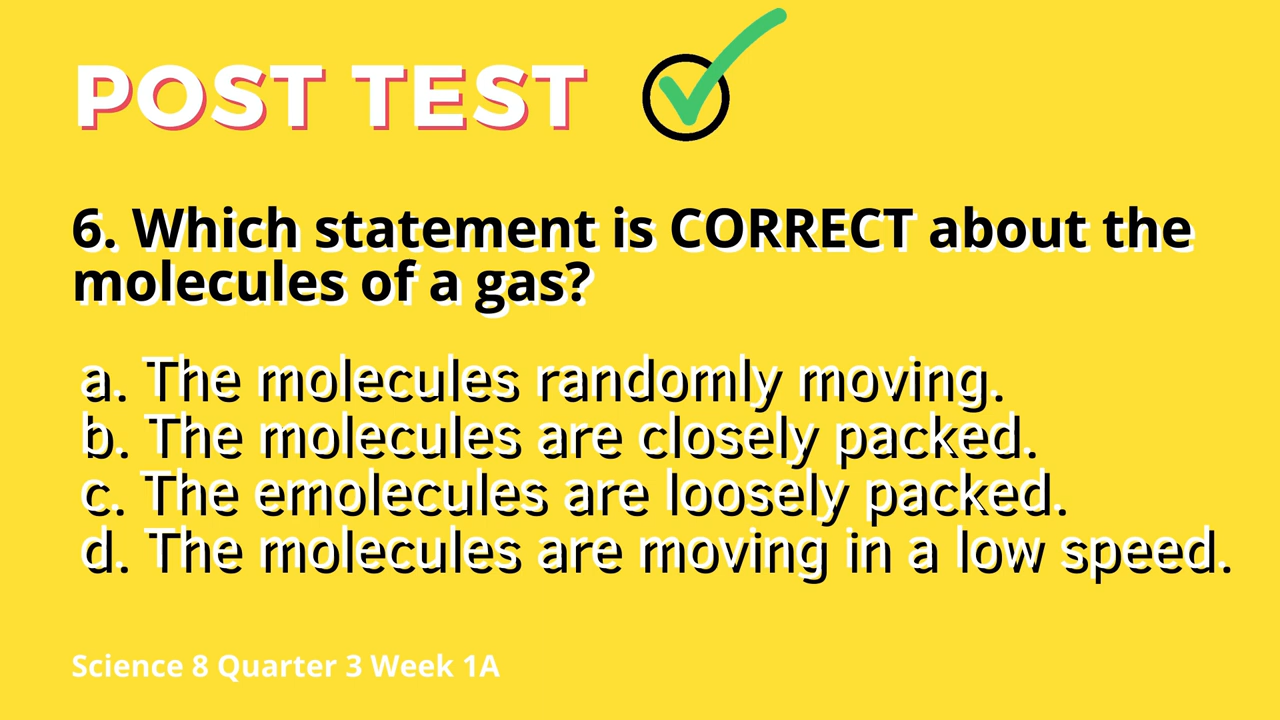 POST TEST
6. Which statement is CORRECT about the
molecules of a gas?
a. The molecules randomly moving.
b. The molecules are closely packed.
c. The emolecules are loosely packed.
d. The molecules are moving in a low speed.
Science 8 Quarter 3 Week 1A